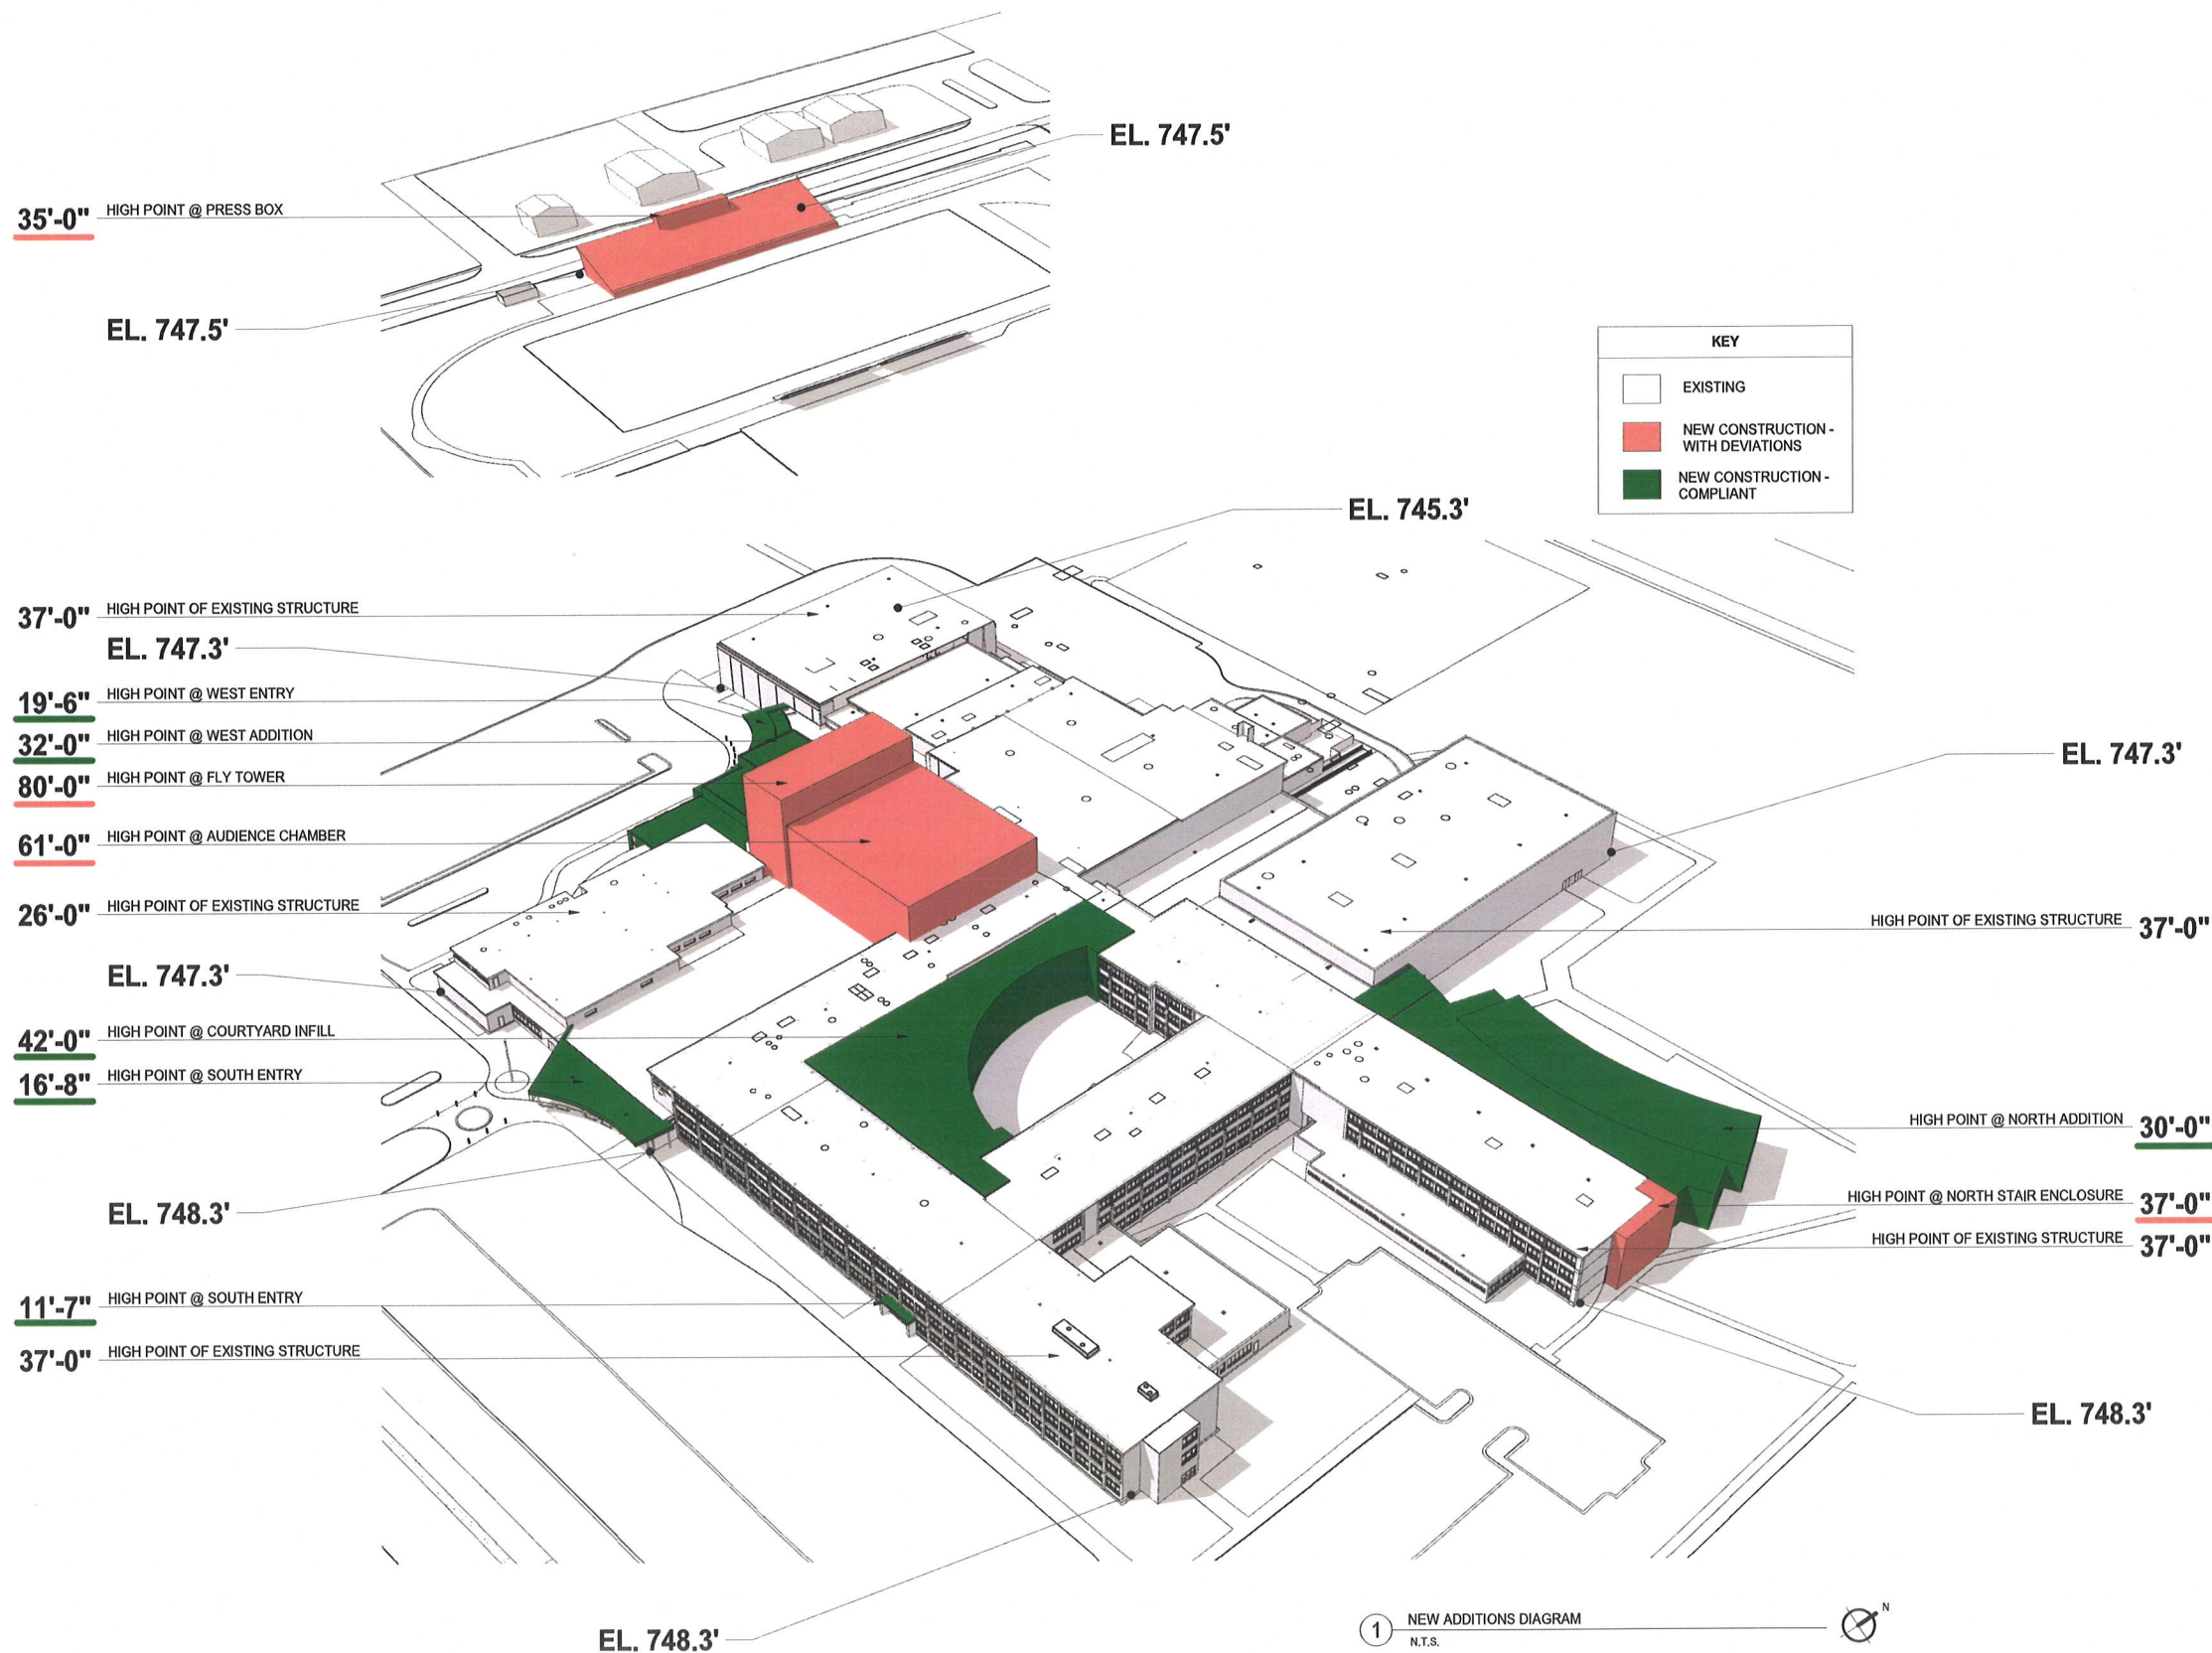 EL. 747.5'
35'-0" HIGH POINT @ PRESS BOX
EL. 747.5'
KEY
EXISTING
NEW CONSTRUCTION -
WITH DEVIATIONS
NEW CONSTRUCTION -
COMPLIANT
EL. 745.3'
37'-0" HIGH POINT OF EXISTING STRUCTURE
EL. 747.3'
19'-6" HIGH POINT @ WEST ENTRY
32'-0" HIGH POINT @ WEST ADDITION
80'-0" HIGH POINT @ FLY TOWER
61'-0" HIGH POINT @ AUDIENCE CHAMBER
26'-0" HIGH POINT OF EXISTING STRUCTURE
EL. 747.3'
42'-0" HIGH POINT @ COURTYARD INFILL
16'-8" HIGH POINT @ SOUTH ENTRY
EL. 748.3'
11'-7" HIGH POINT @ SOUTH ENTRY
37'-0" HIGH POINT OF EXISTING STRUCTURE
EL. 747.3'
HIGH POINT OF EXISTING STRUCTURE 37'-0"
HIGH POINT @ NORTH ADDITION 30'-0"
HIGH POINT @ NORTH STAIR ENCLOSURE 37'-0"
HIGH POINT OF EXISTING STRUCTURE 37'-0"
EL. 748.3'
EL. 748.3'
1 NEW ADDITIONS DIAGRAM
N.T.S.
N